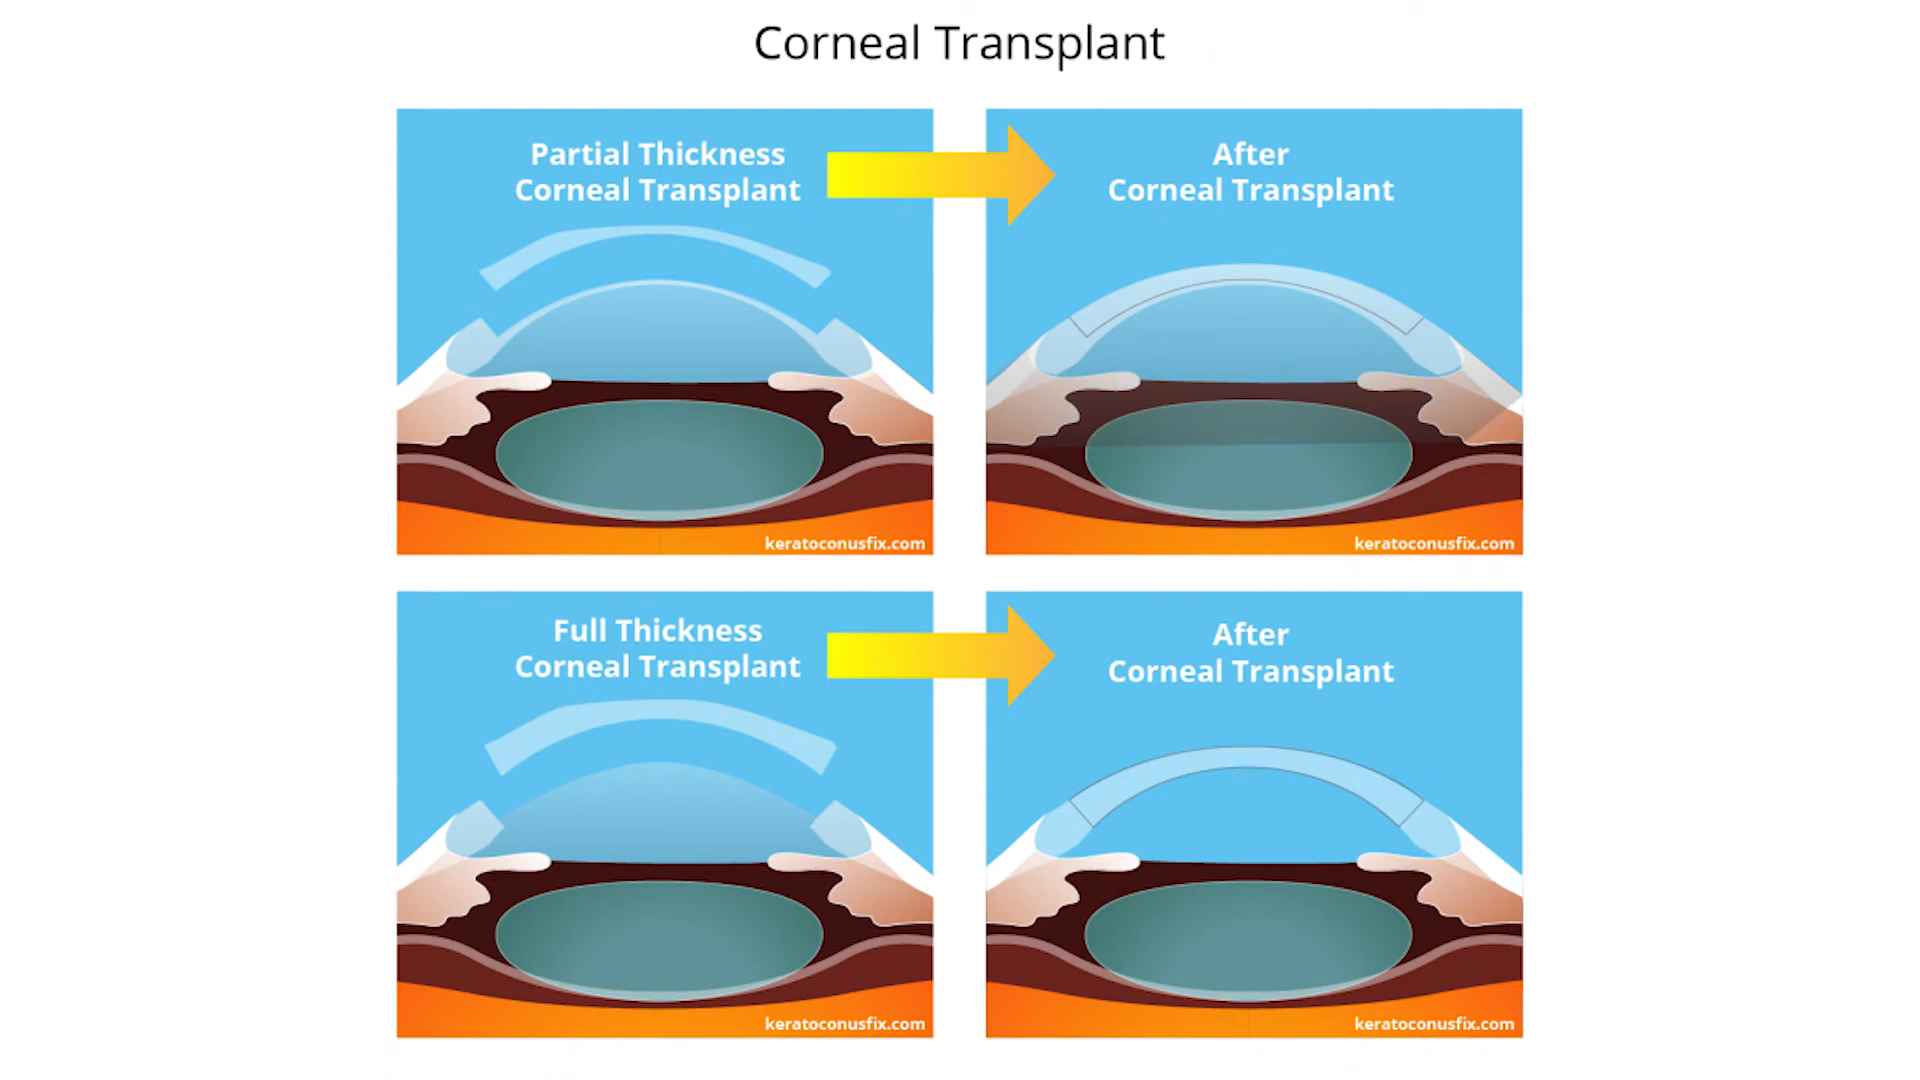 Corneal Transplant
Partial Thickness
Corneal Transplant
After
Corneal Transplant
keratoconusfix.com
keratoconusfix.com
Full Thickness
Corneal Transplant
After
Corneal Transplant
keratoconusfix.com
keratoconusfix.com